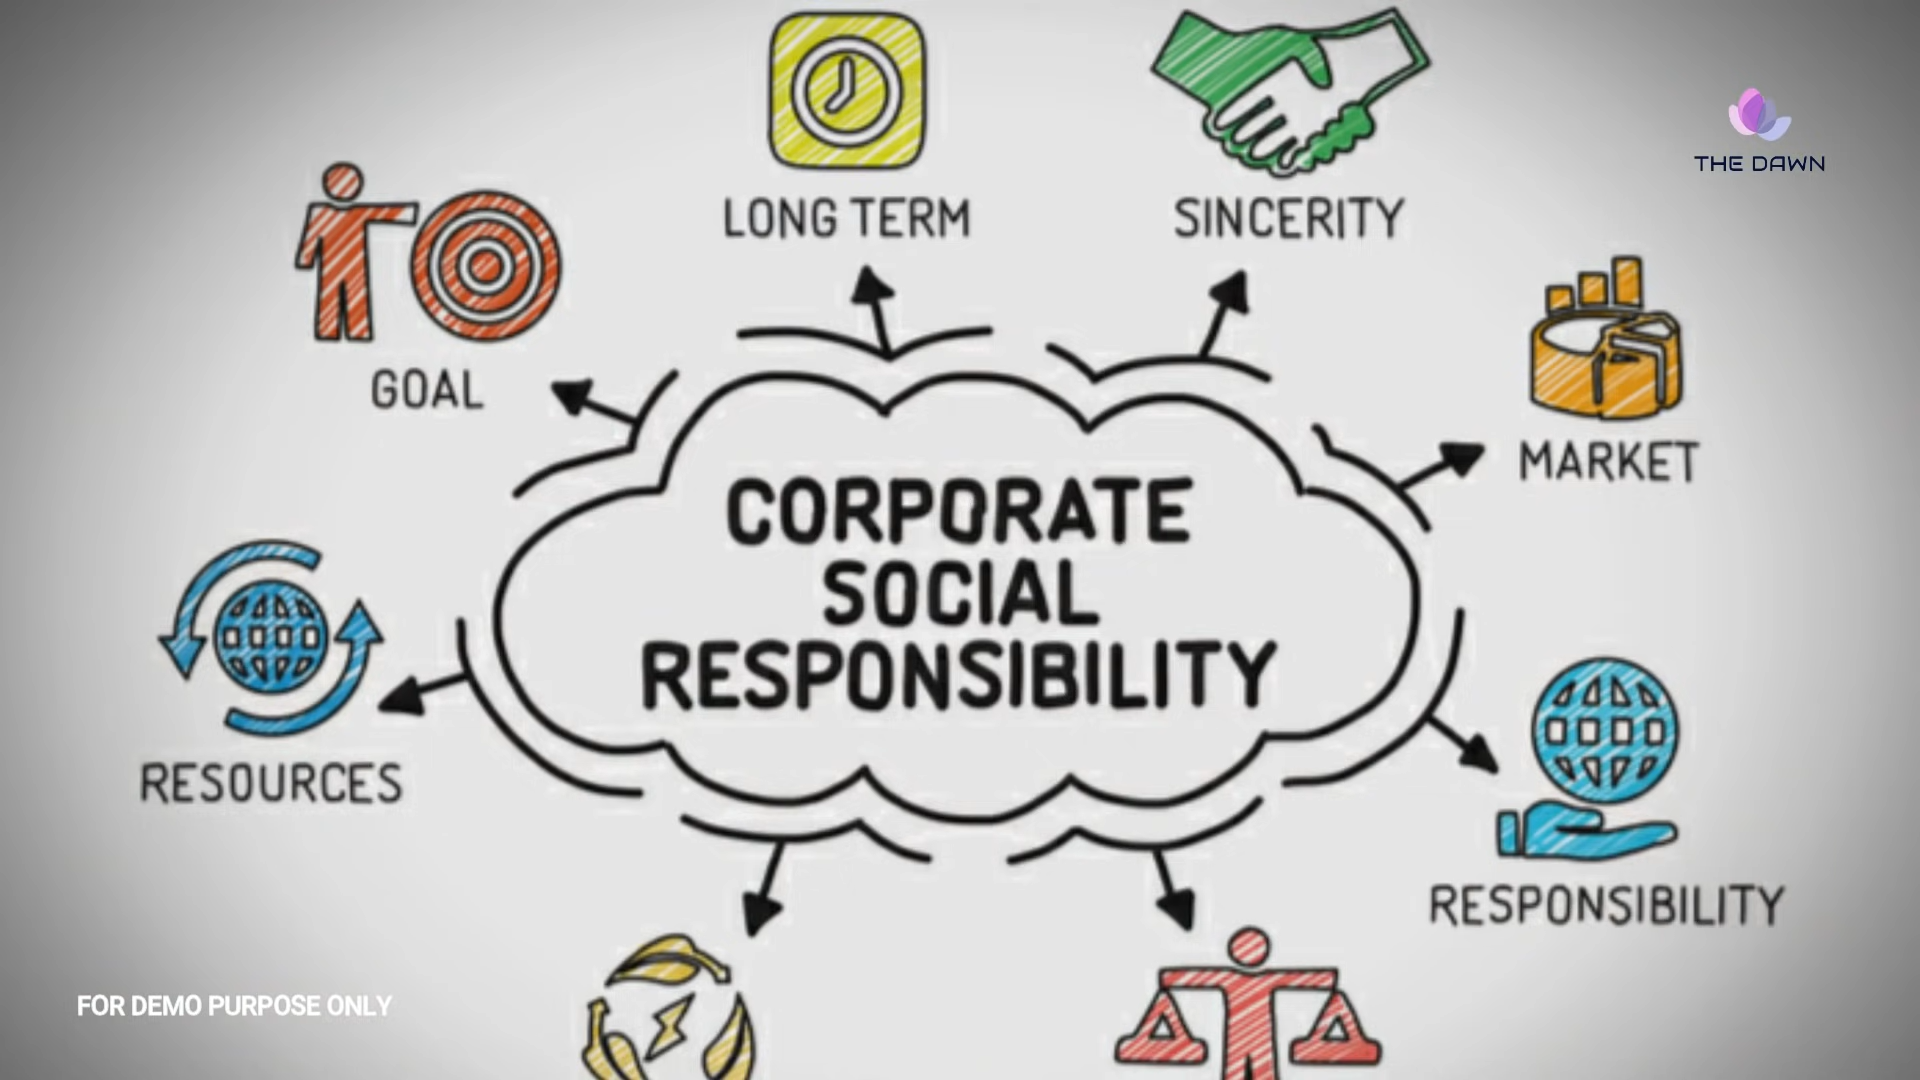 LONG TERM
SINCERITY
THE DAWN
GOAL
MARKET
CORPORATE
SOCIAL
RESPONSIBILITY
RESOURCES
RESPONSIBILITY
FOR DEMO PURPOSE ONLY